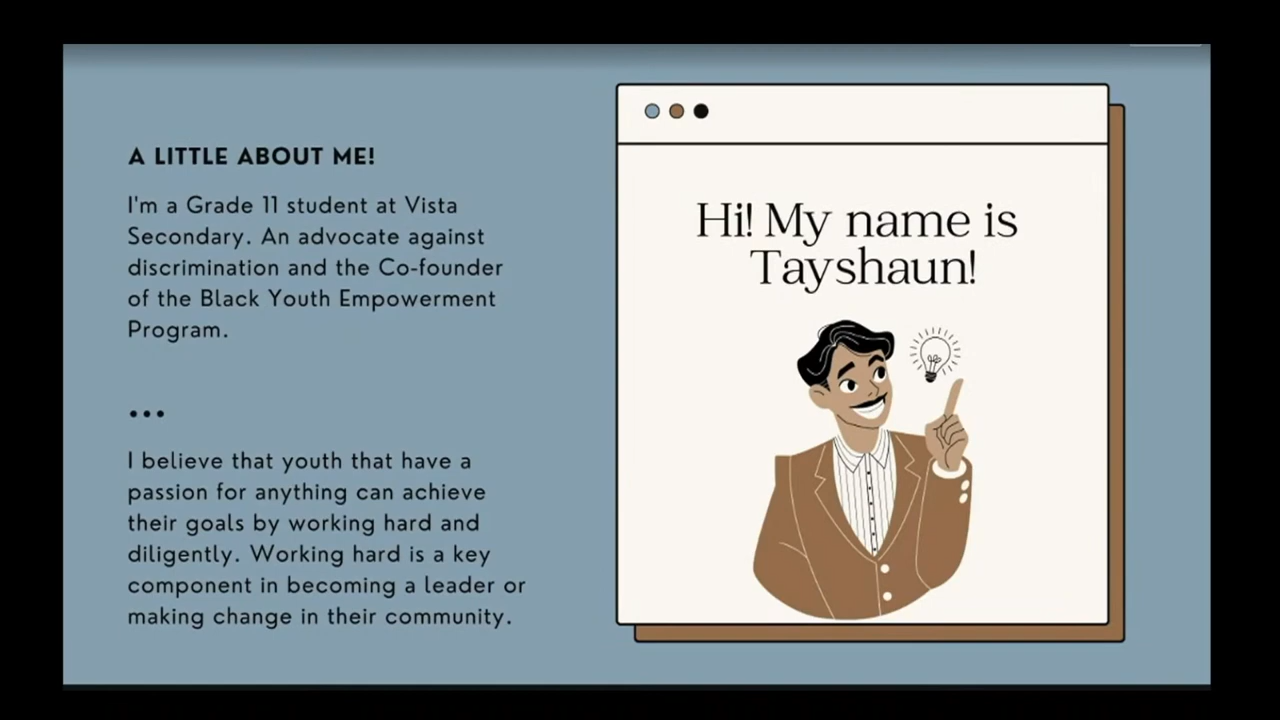 A LITTLE ABOUT ME!
I'm a Grade 11 student at Vista
Secondary. An advocate against
discrimination and the Co-founder
of the Black Youth Empowerment
Program.
...
I believe that youth that have a
passion for anything can achieve
their goals by working hard and
diligently. Working hard is a key
component in becoming a leader or
making change in their community.
Hi! My name is
Tayshaun!